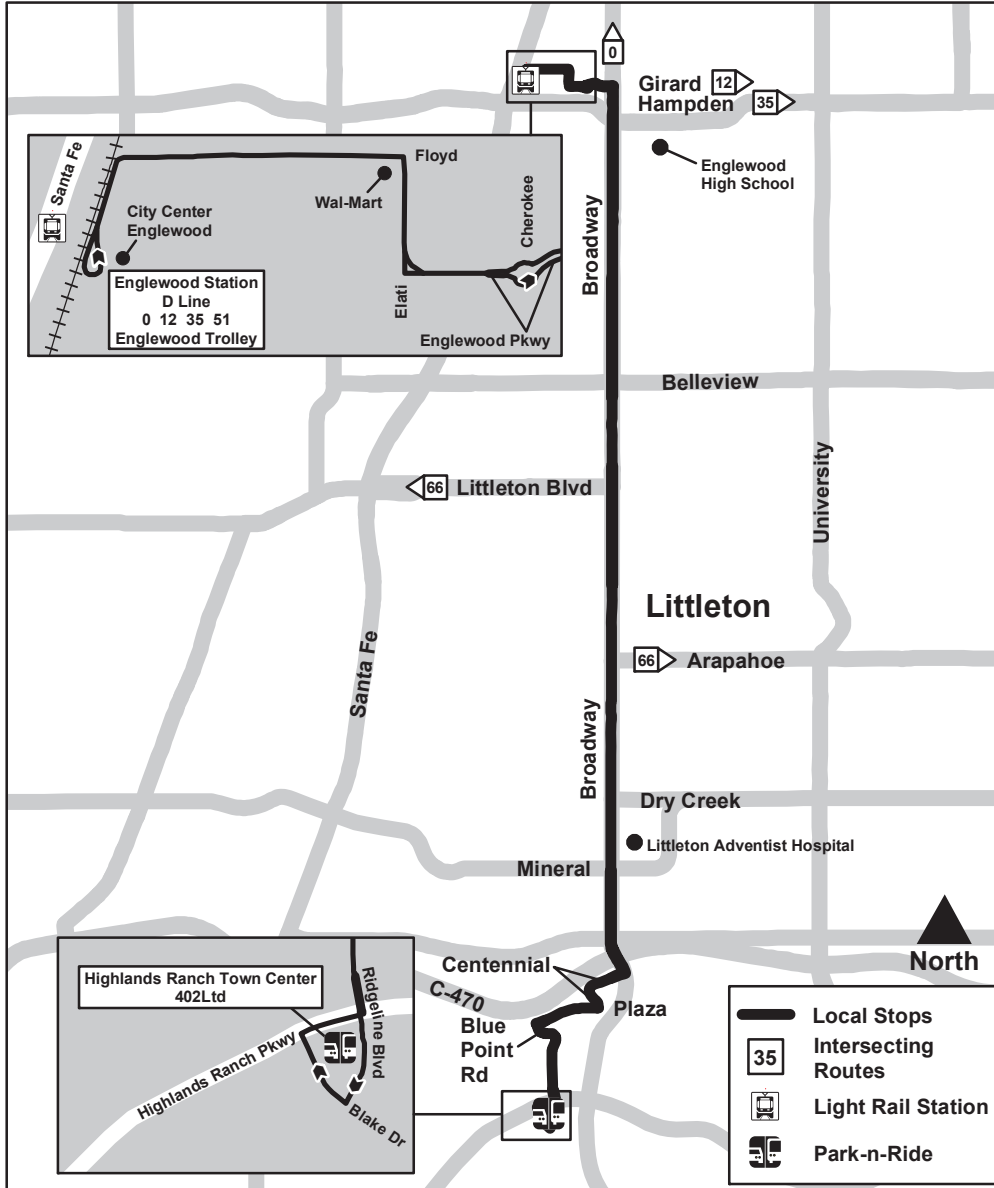 0
Girard 12
Hampden 35
Englewood
High School
Santa Fe
Floyd
Wal-Mart
Cherokee
City Center
Englewood
Englewood Station
D Line
0 12 35 51
Englewood Trolley
Elati
Englewood Pkwy
Broadway
Belleview
66 Littleton Blvd
University
Littleton
66 Arapahoe
Santa Fe
Broadway
Dry Creek
Littleton Adventist Hospital
Mineral
North
Centennial
C-470
Plaza
Blue
Point
Rd
Highlands Ranch Town Center
402Ltd
Ridgeline Blvd
Highlands Ranch Pkwy
Blake Dr
Local Stops
35 Intersecting
Routes
Light Rail Station
Park-n-Ride